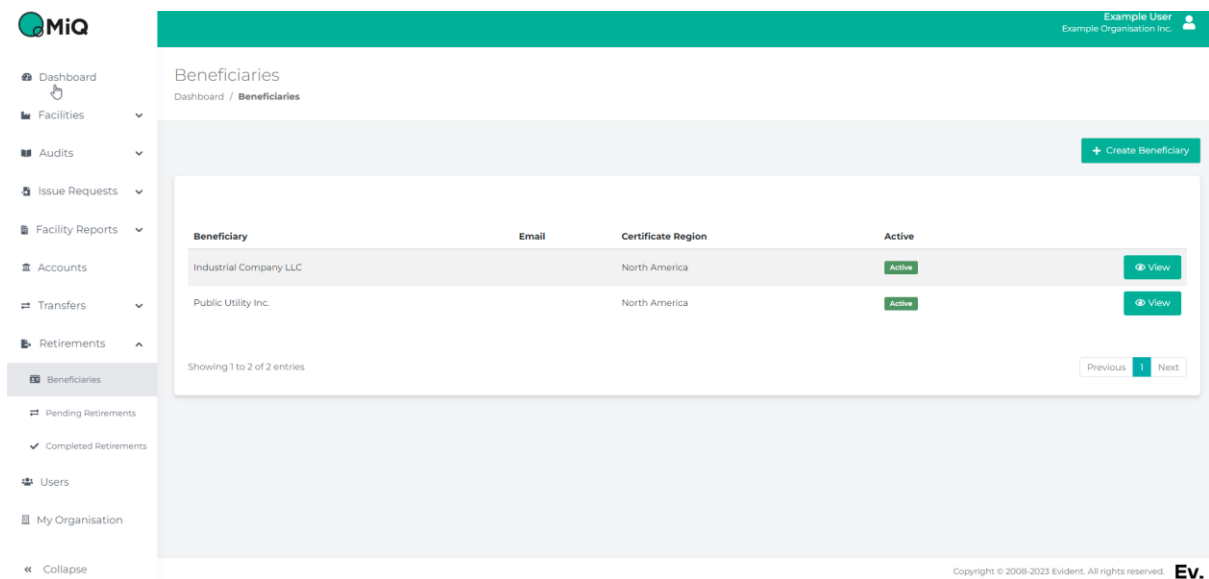 MiQ
Example User
Example Organisation Inc.
Dashboard
Facilities
Audits
Issue Requests
Facility Reports
Accounts
Transfers
Retirements
Beneficiaries
Pending Retirements
Completed Retirements
Users
My Organisation
« Collapse
Beneficiaries
Dashboard / Beneficiaries
+ Create Beneficiary
Beneficiary Email Certificate Region Active
Industrial Company LLC North America Active View
Public Utility Inc. North America Active View
Showing 1 to 2 of 2 entries
Previous 1 Next
Copyright © 2008-2023 Evident. All rights reserved. Ev.